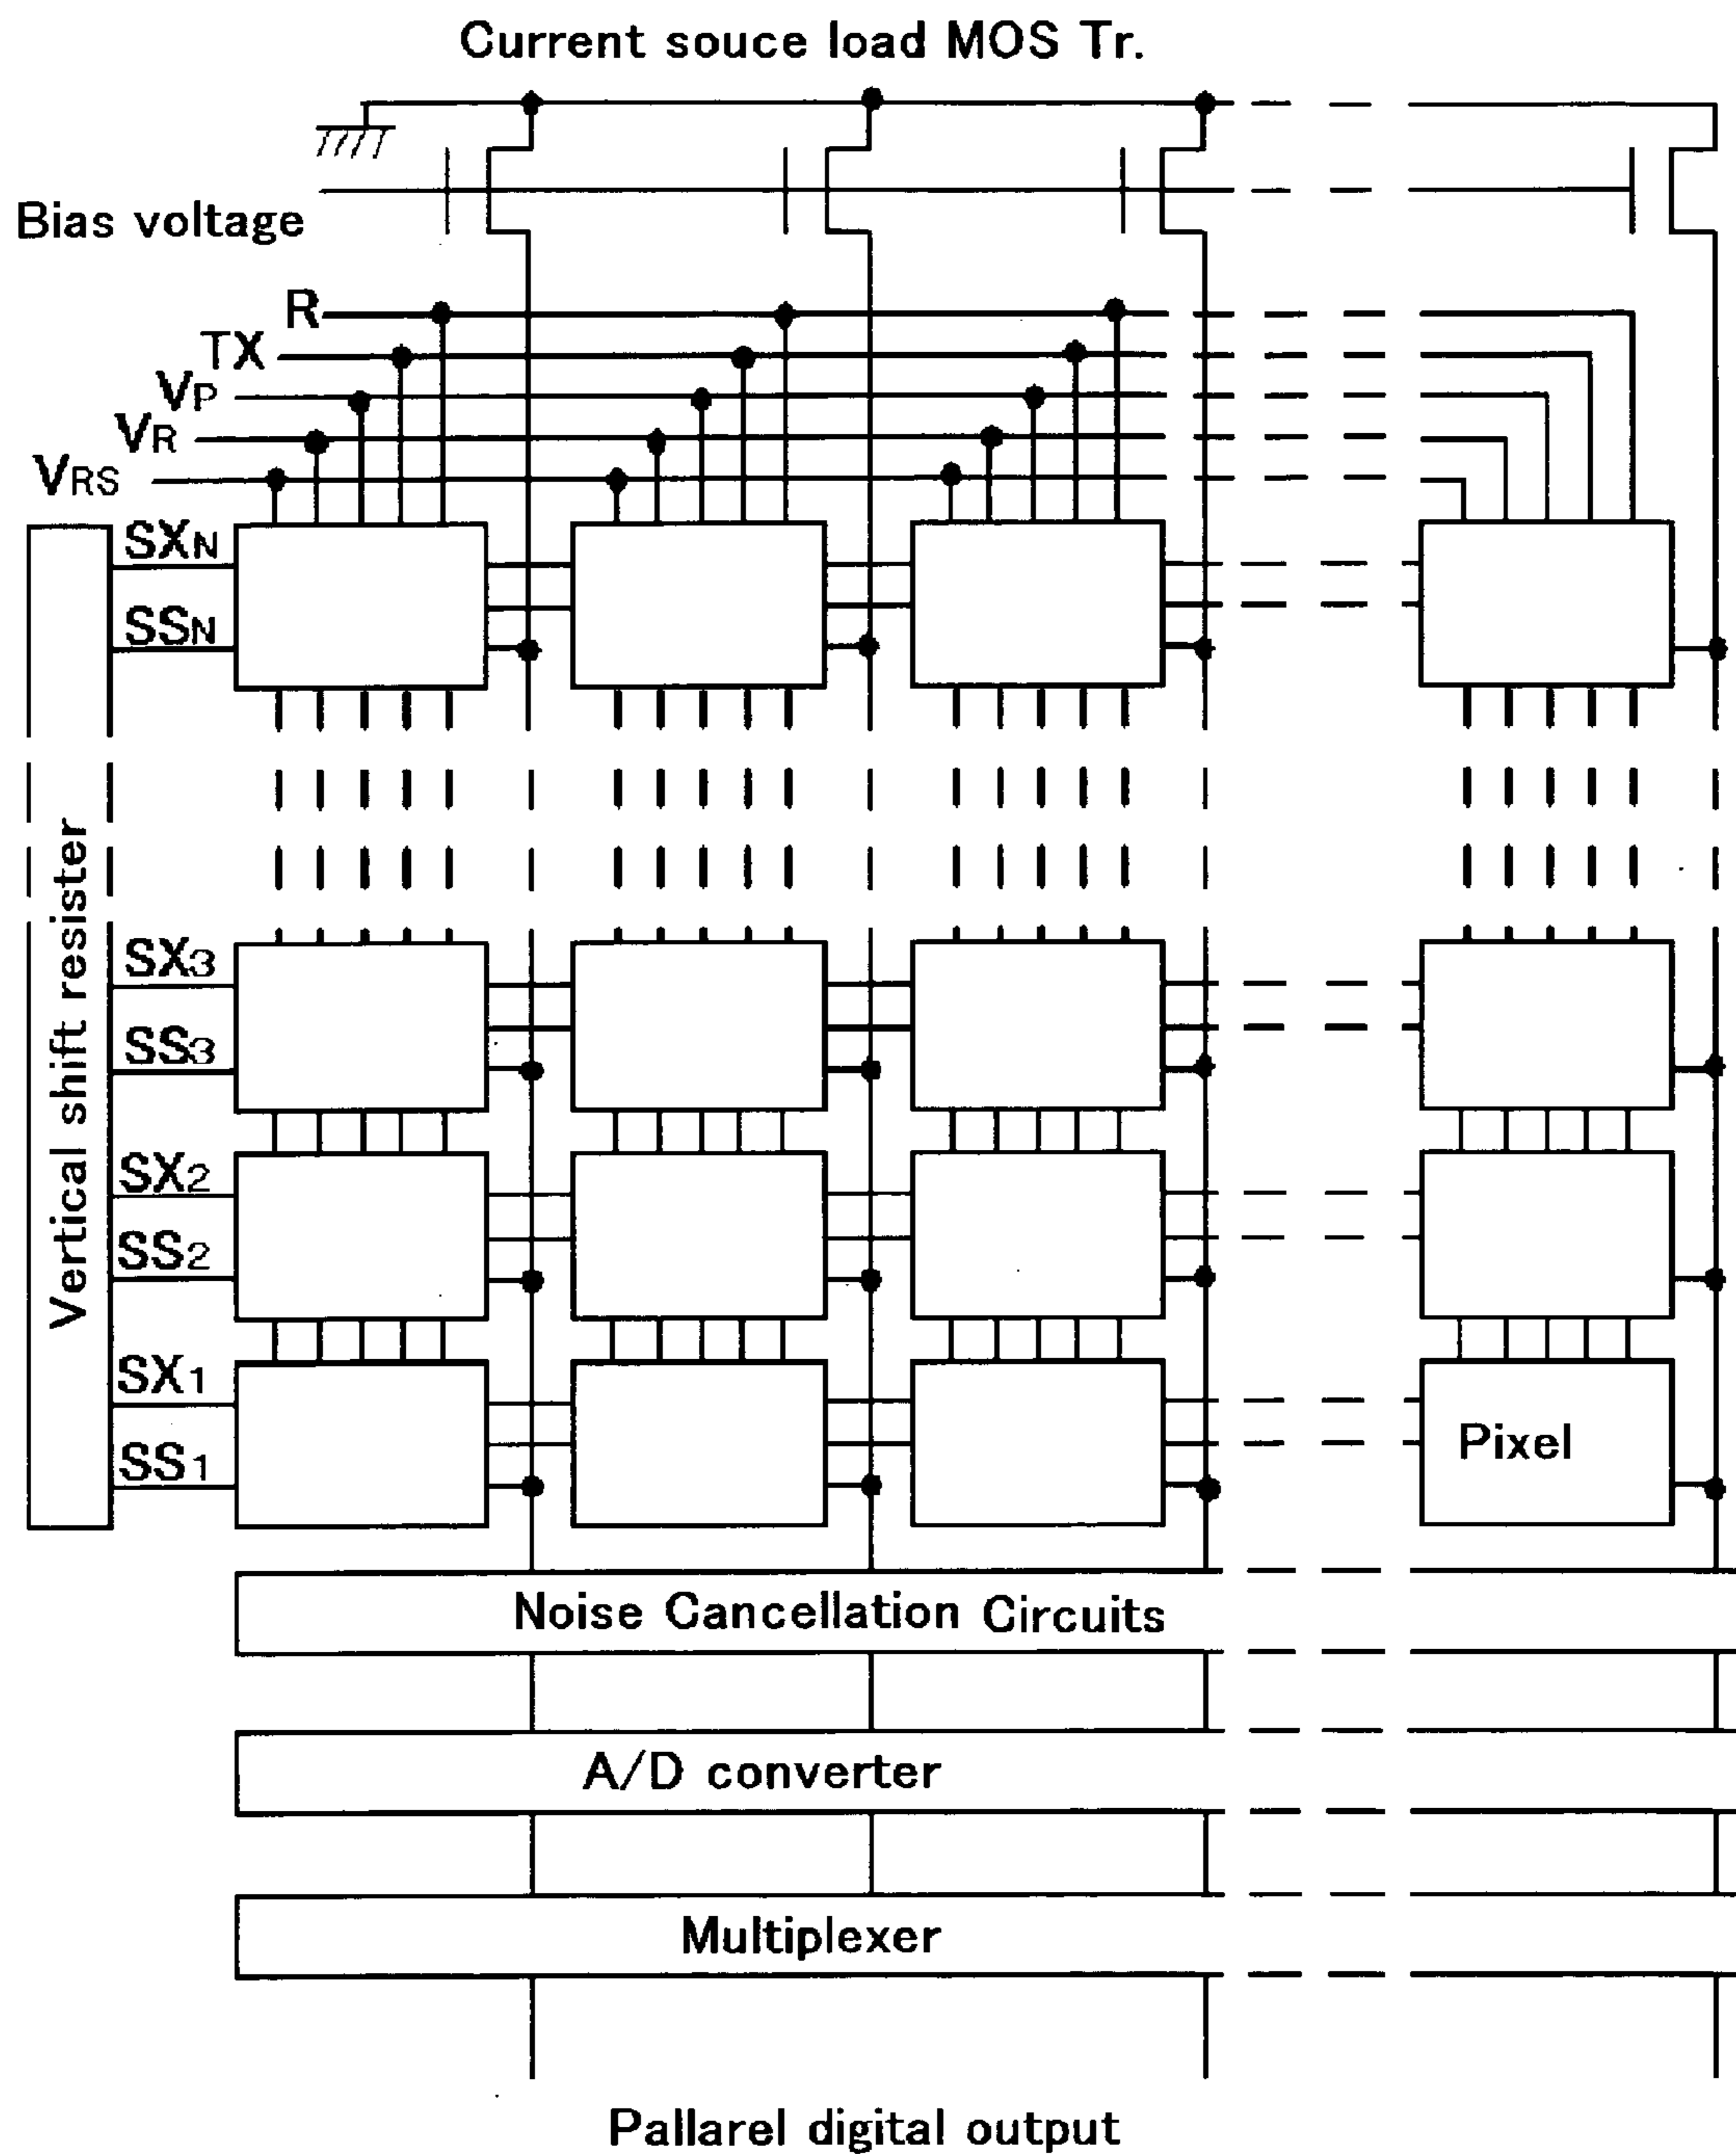 Current souce load MOS Tr.
Bias voltage
R
TX
VP
VR
VRS
SXN
SSN
Vertical shift resister
SX3
SS3
SX2
SS2
SX1
SS1
Pixel
Noise Cancellation Circuits
A/D converter
Multiplexer
Pallarel digital output